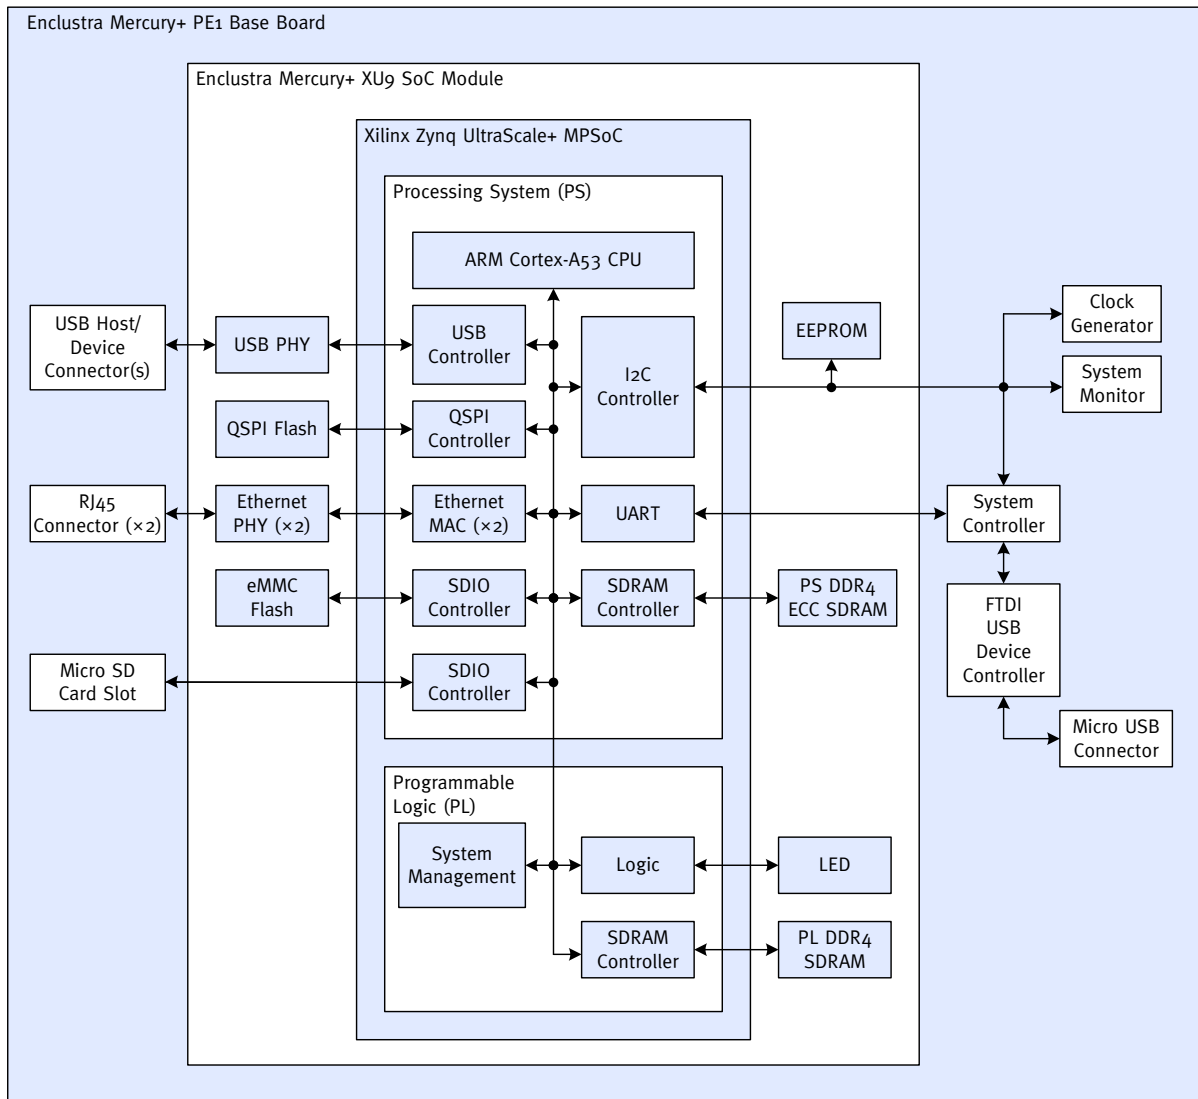 Enclustra Mercury+ PE1 Base Board
Enclustra Mercury+ XU9 SoC Module
Xilinx Zynq UltraScale+ MPSoC
Processing System (PS)
ARM Cortex-A53 CPU
USB Host/
Device
Connector(s)
USB PHY
USB
Controller
I2C
Controller
EEPROM
Clock
Generator
System
Monitor
QSPI Flash
QSPI
Controller
RJ45
Connector (×2)
Ethernet
PHY (×2)
Ethernet
MAC (×2)
UART
System
Controller
eMMC
Flash
SDIO
Controller
SDRAM
Controller
PS DDR4
ECC SDRAM
FTDI
USB
Device
Controller
Micro SD
Card Slot
SDIO
Controller
Micro USB
Connector
Programmable
Logic (PL)
System
Management
Logic
LED
SDRAM
Controller
PL DDR4
SDRAM